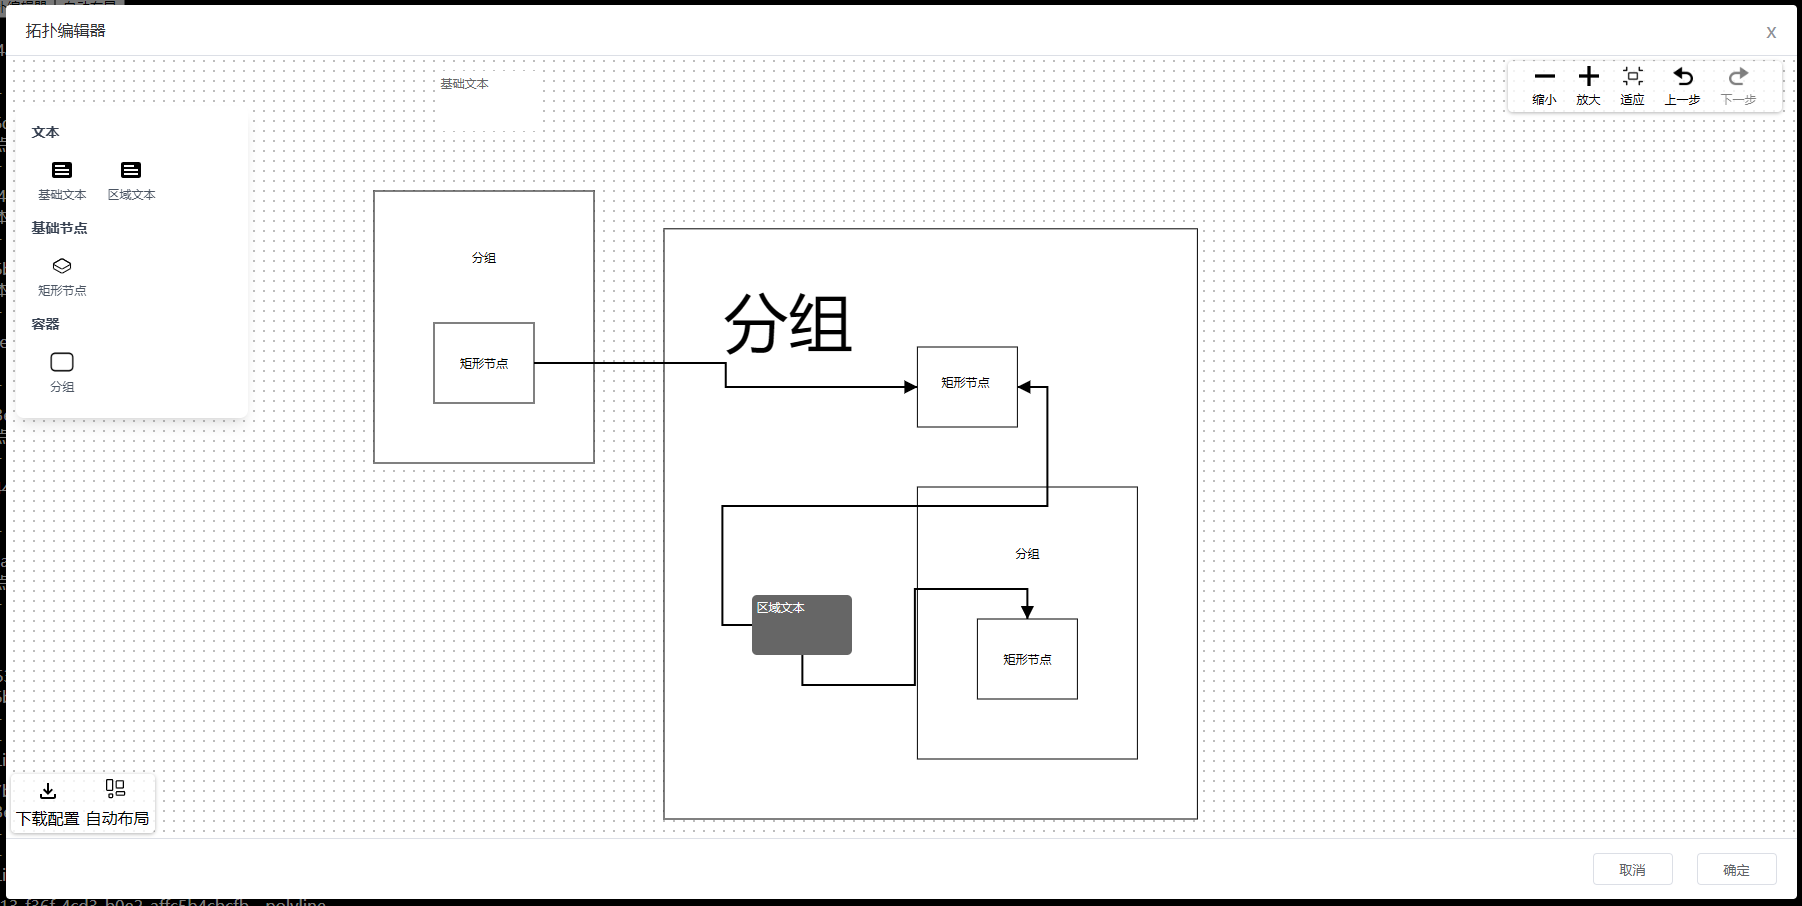 拓扑编辑器
X
基础文本
缩小 放大 适应 上一步 下一步
文本
基础文本 区域文本
基础节点
矩形节点
容器
分组
分组
矩形节点
分组
矩形节点
分组
区域文本
矩形节点
下载配置 自动布局
取消 确定